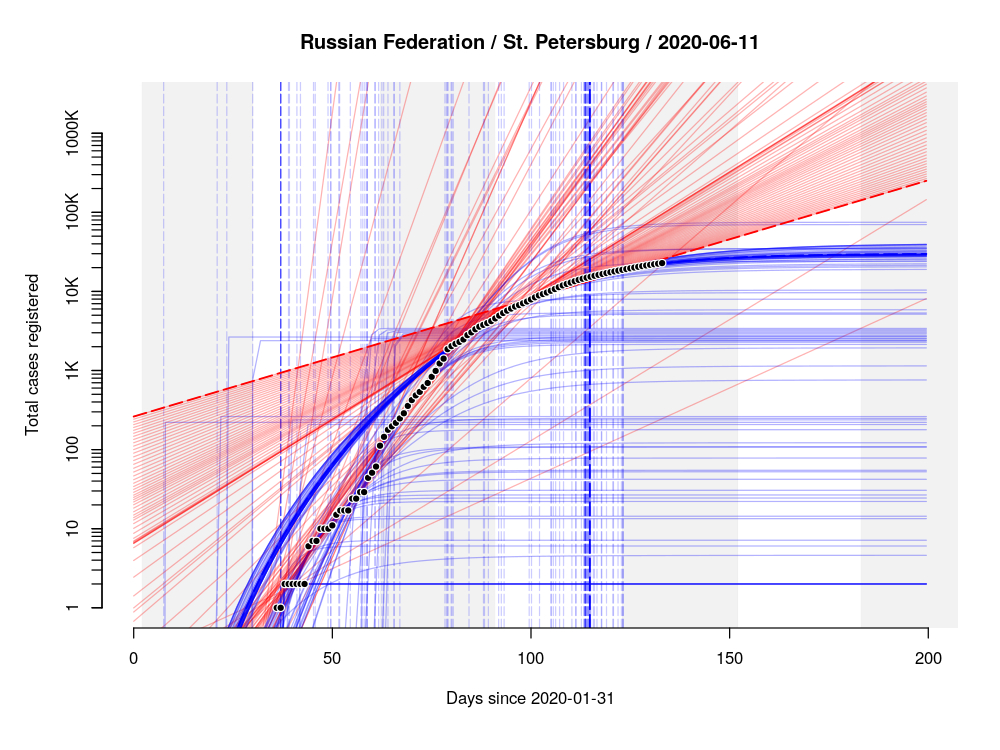 Russian Federation / St. Petersburg / 2020-06-11
Total cases registered
1000K
100K
10K
1K
100
10
1
0 50 100 150 200
Days since 2020-01-31